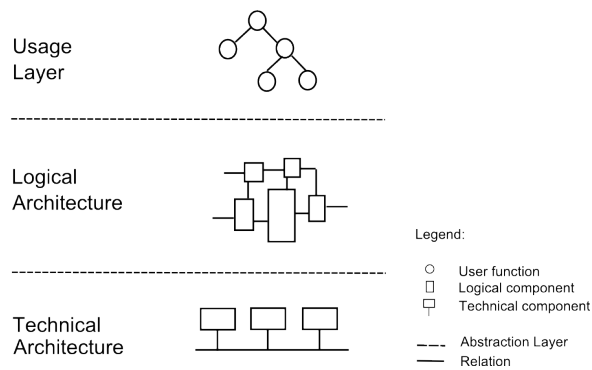 Usage
Layer
Logical
Architecture
Technical
Architecture
Legend:
User function
Logical component
Technical component
Abstraction Layer
Relation